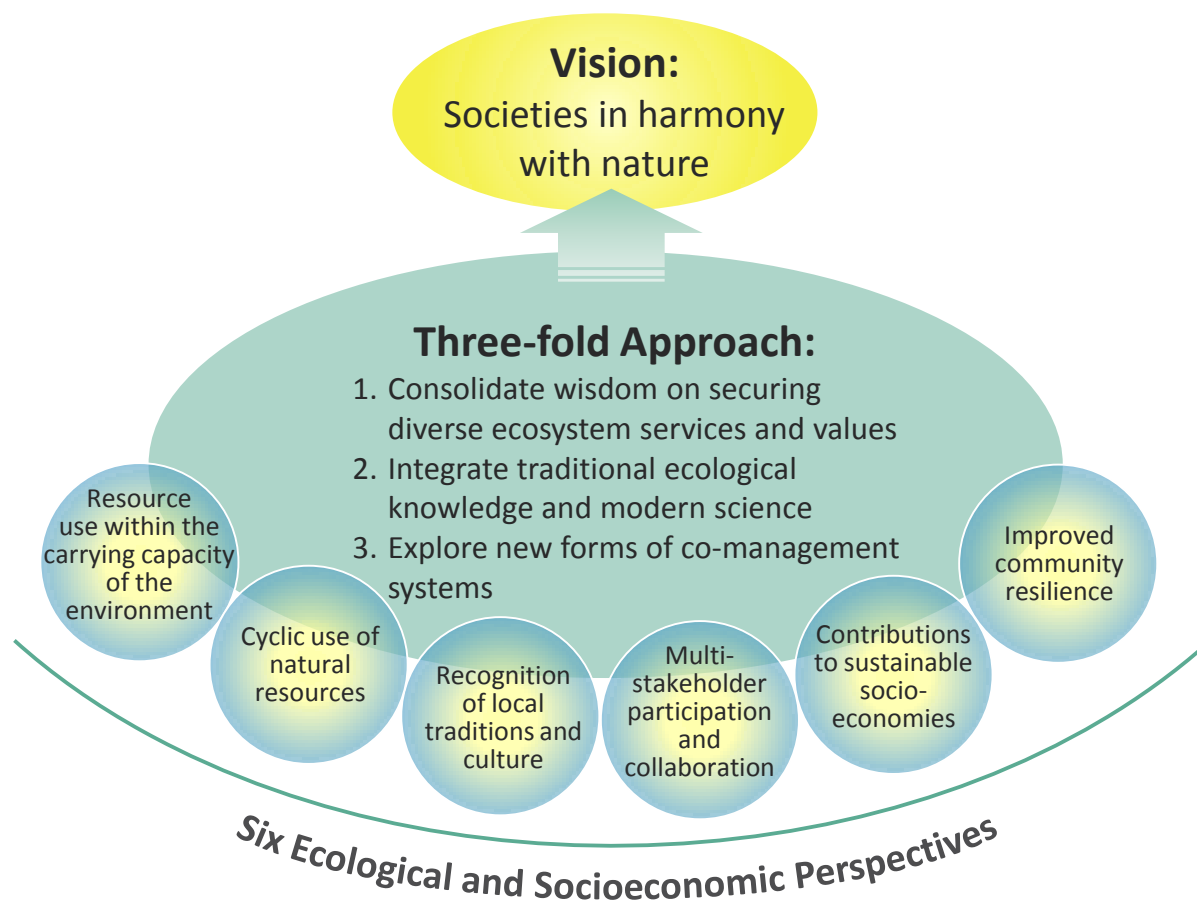 Vision:
Societies in harmony
with nature
Three-fold Approach:
1. Consolidate wisdom on securing
diverse ecosystem services and values
2. Integrate traditional ecological
knowledge and modern science
3. Explore new forms of co-management
systems
Resource
use within the
carrying capacity
of the
environment
Cyclic use of
natural
resources
Recognition
of local
traditions and
culture
Multi-
stakeholder
participation
and
collaboration
Contributions
to sustainable
socio-
economies
Improved
community
resilience
Six Ecological and Socioeconomic Perspectives